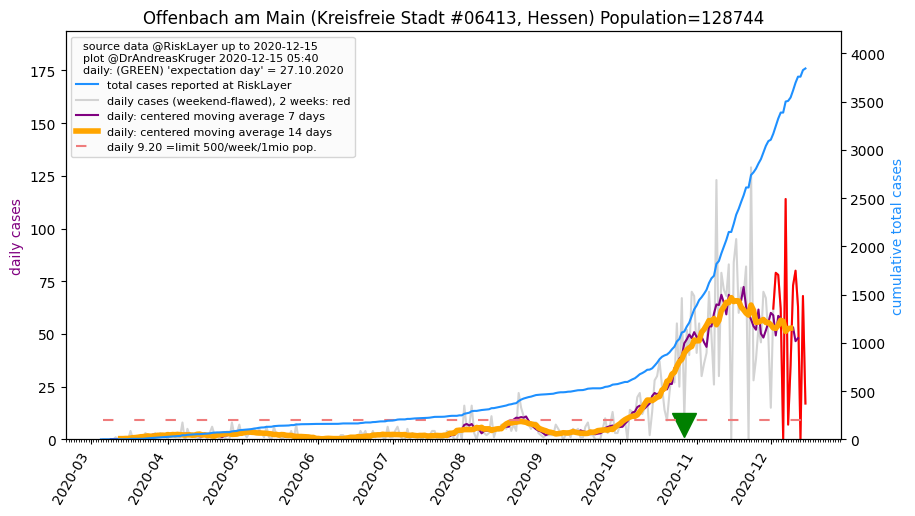 Offenbach am Main (Kreisfreie Stadt #06413, Hessen) Population=128744
source data @RiskLayer up to 2020-12-15
plot @DrAndreasKruger 2020-12-15 05:40
daily: (GREEN) 'expectation day' = 27.10.2020
total cases reported at RiskLayer
daily cases (weekend-flawed), 2 weeks: red
daily: centered moving average 7 days
daily: centered moving average 14 days
daily 9.20 =limit 500/week/1mio pop.
daily cases
175
150
125
100
75
50
25
0
cumulative total cases
4000
3500
3000
2500
2000
1500
1000
500
0
2020-03
2020-04
2020-05
2020-06
2020-07
2020-08
2020-09
2020-10
2020-11
2020-12